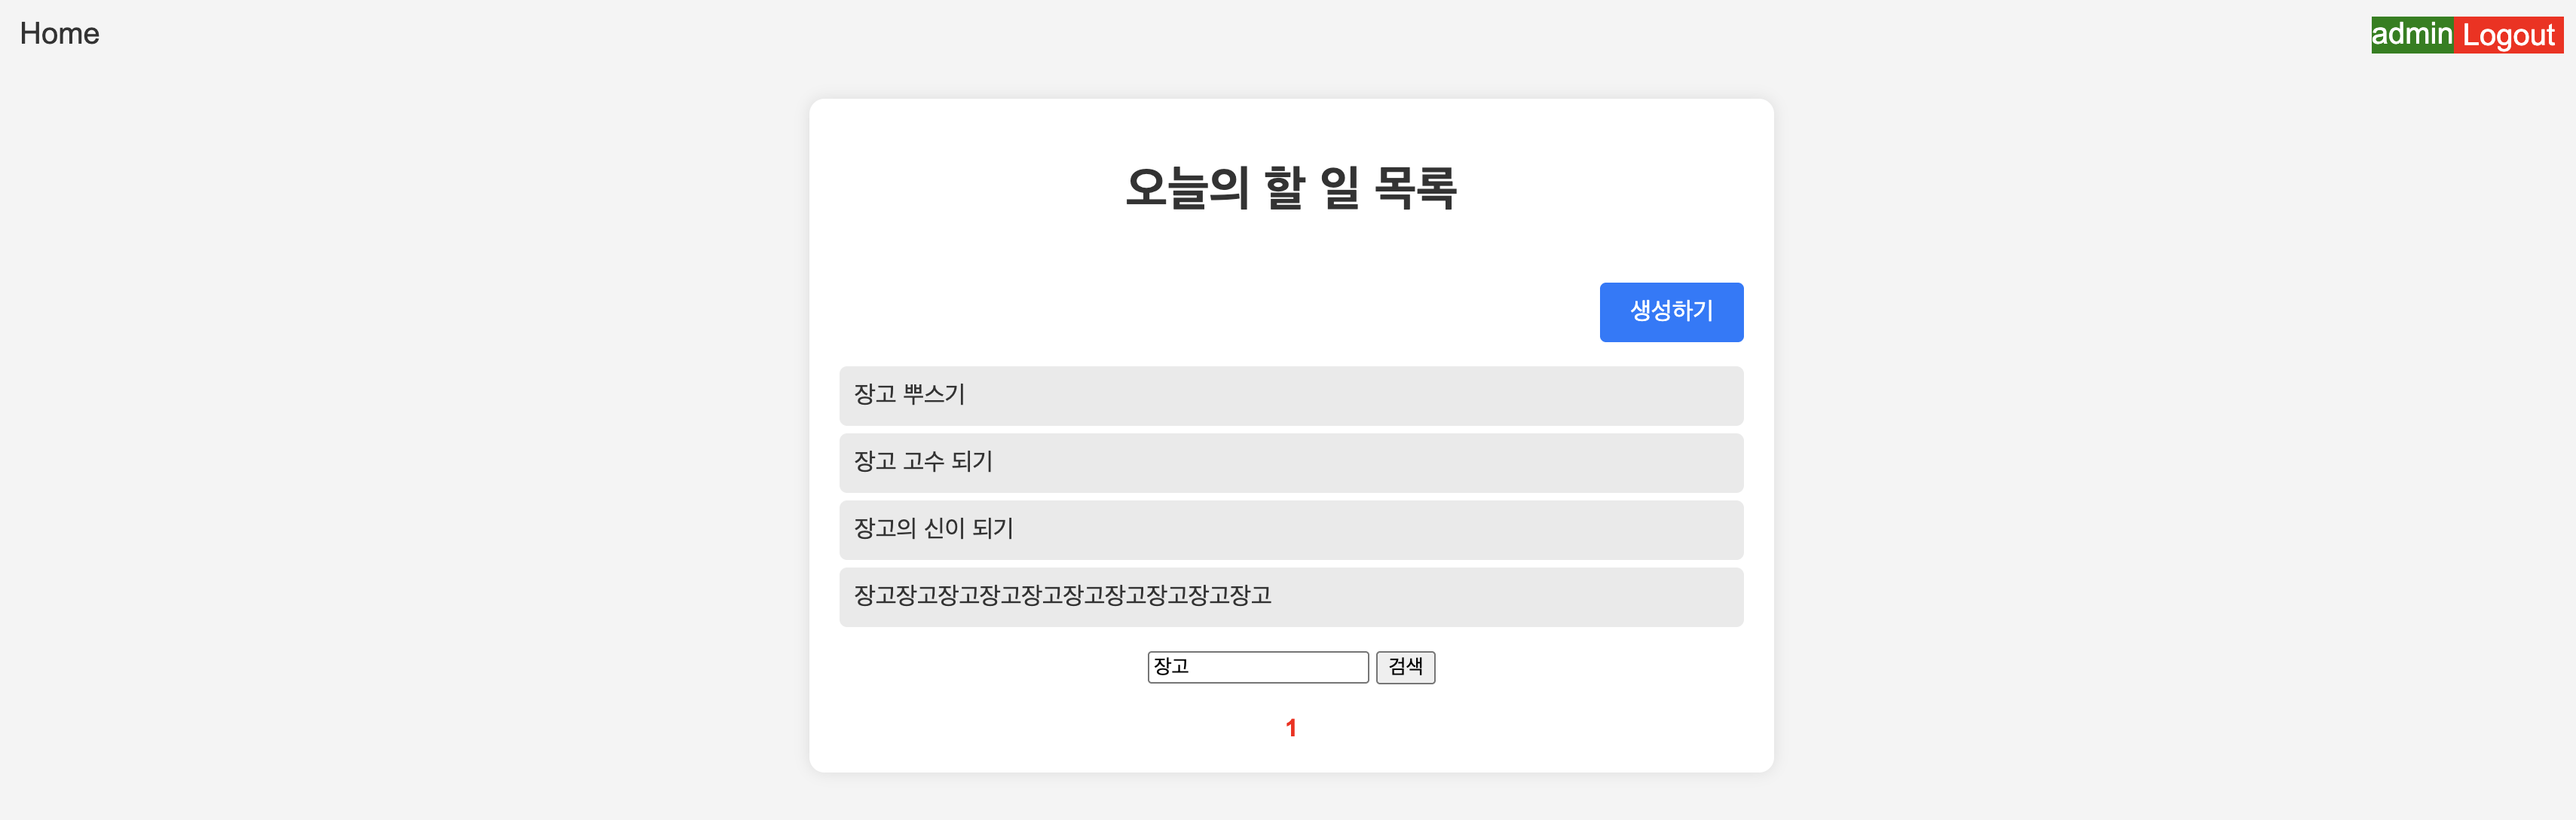 Home
admin Logout
오늘의 할 일 목록
생성하기
장고 뿌스기
장고 고수 되기
장고의 신이 되기
장고장고장고장고장고장고장고장고장고장고
장고 검색
1